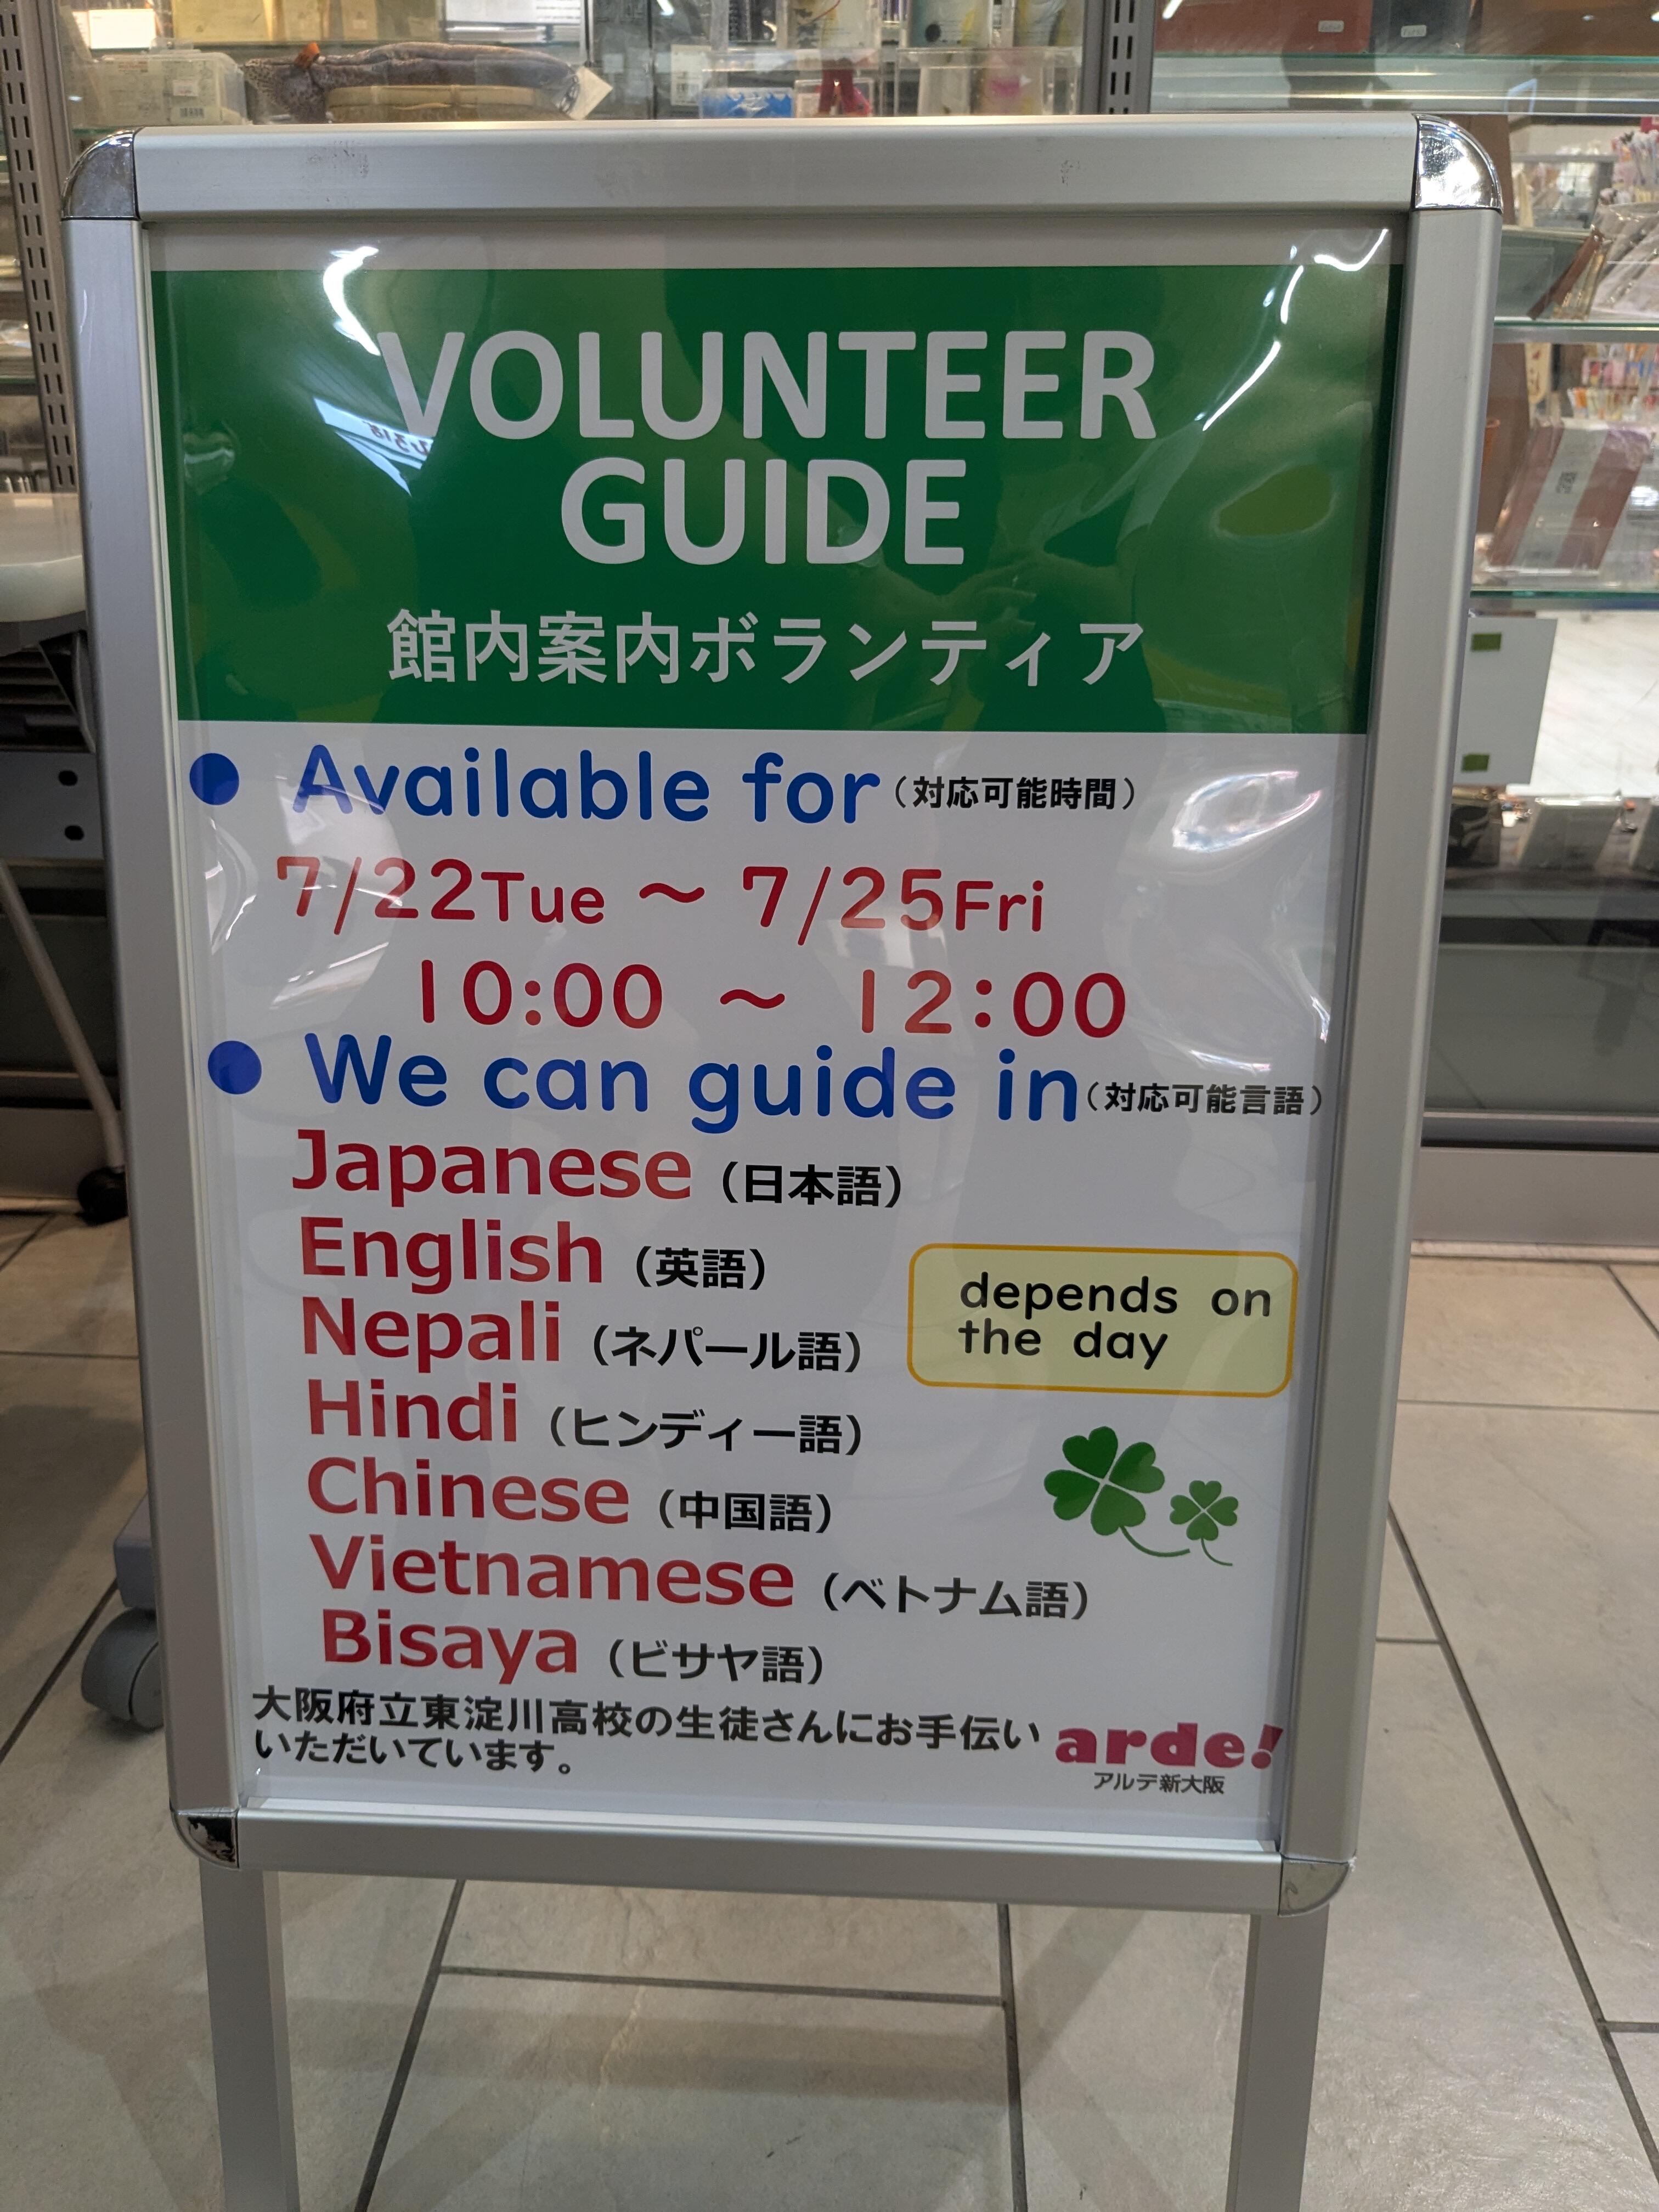 VOLUNTEER
GUIDE
館内案内ボランティア
● Available for（対応可能時間）
7/22Tue ～ 7/25Fri
10:00 ～ 12:00
● We can guide in（対応可能言語）
Japanese（日本語）
English（英語）
Nepali（ネパール語）
depends on
the day
Hindi（ヒンディー語）
Chinese（中国語）
Vietnamese（ベトナム語）
Bisaya（ビサヤ語）
大阪府立東淀川高校の生徒さんにお手伝い
いただいています。
arde!
アルデ新大阪